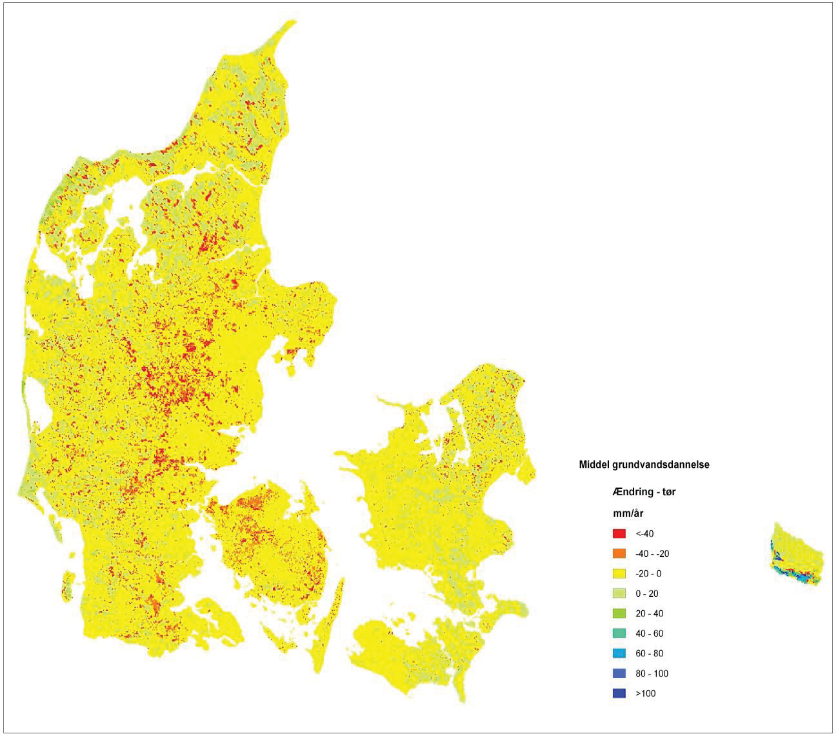 Middel grundvandsdannelse
Ændring - tør
mm/år
<-40
-40 - -20
-20 - 0
0 - 20
20 - 40
40 - 60
60 - 80
80 - 100
>100